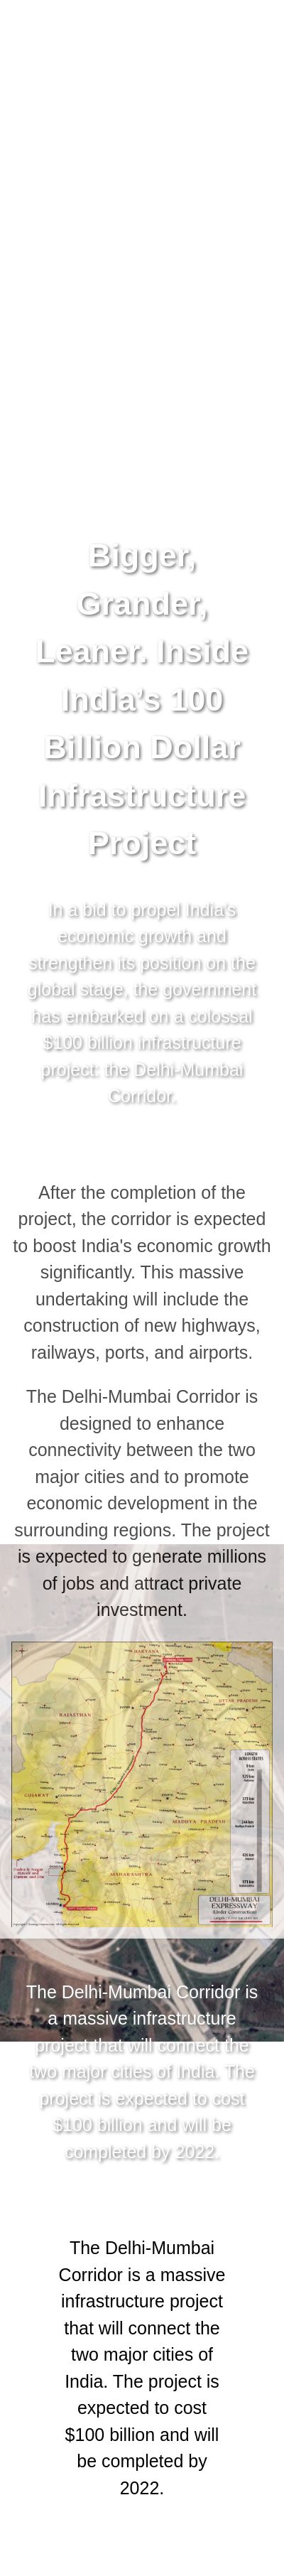 Bigger,
Grander,
Leaner. Inside
India's 100
Billion Dollar
Infrastructure
Project
In a bid to propel India's
economic growth and
strengthen its position on the
global stage, the government
has embarked on a colossal
$100 billion infrastructure
project: the Delhi-Mumbai
Corridor.
After the completion of the
project, the corridor is expected
to boost India's economic growth
significantly. This massive
undertaking will include the
construction of new highways,
railways, ports, and airports.
The Delhi-Mumbai Corridor is
designed to enhance
connectivity between the two
major cities and to promote
economic development in the
surrounding regions. The project
is expected to generate millions
of jobs and attract private
investment.
HARYANA
UTTAR PRADESH
RAJASTHAN
GUJARAT
MADHYA PRADESH
MAHARASHTRA
DELHI-MUMBAI
EXPRESSWAY
(Under Construction)
The Delhi-Mumbai Corridor is
a massive infrastructure
project that will connect the
two major cities of India. The
project is expected to cost
$100 billion and will be
completed by 2022.
The Delhi-Mumbai
Corridor is a massive
infrastructure project
that will connect the
two major cities of
India. The project is
expected to cost
$100 billion and will
be completed by
2022.